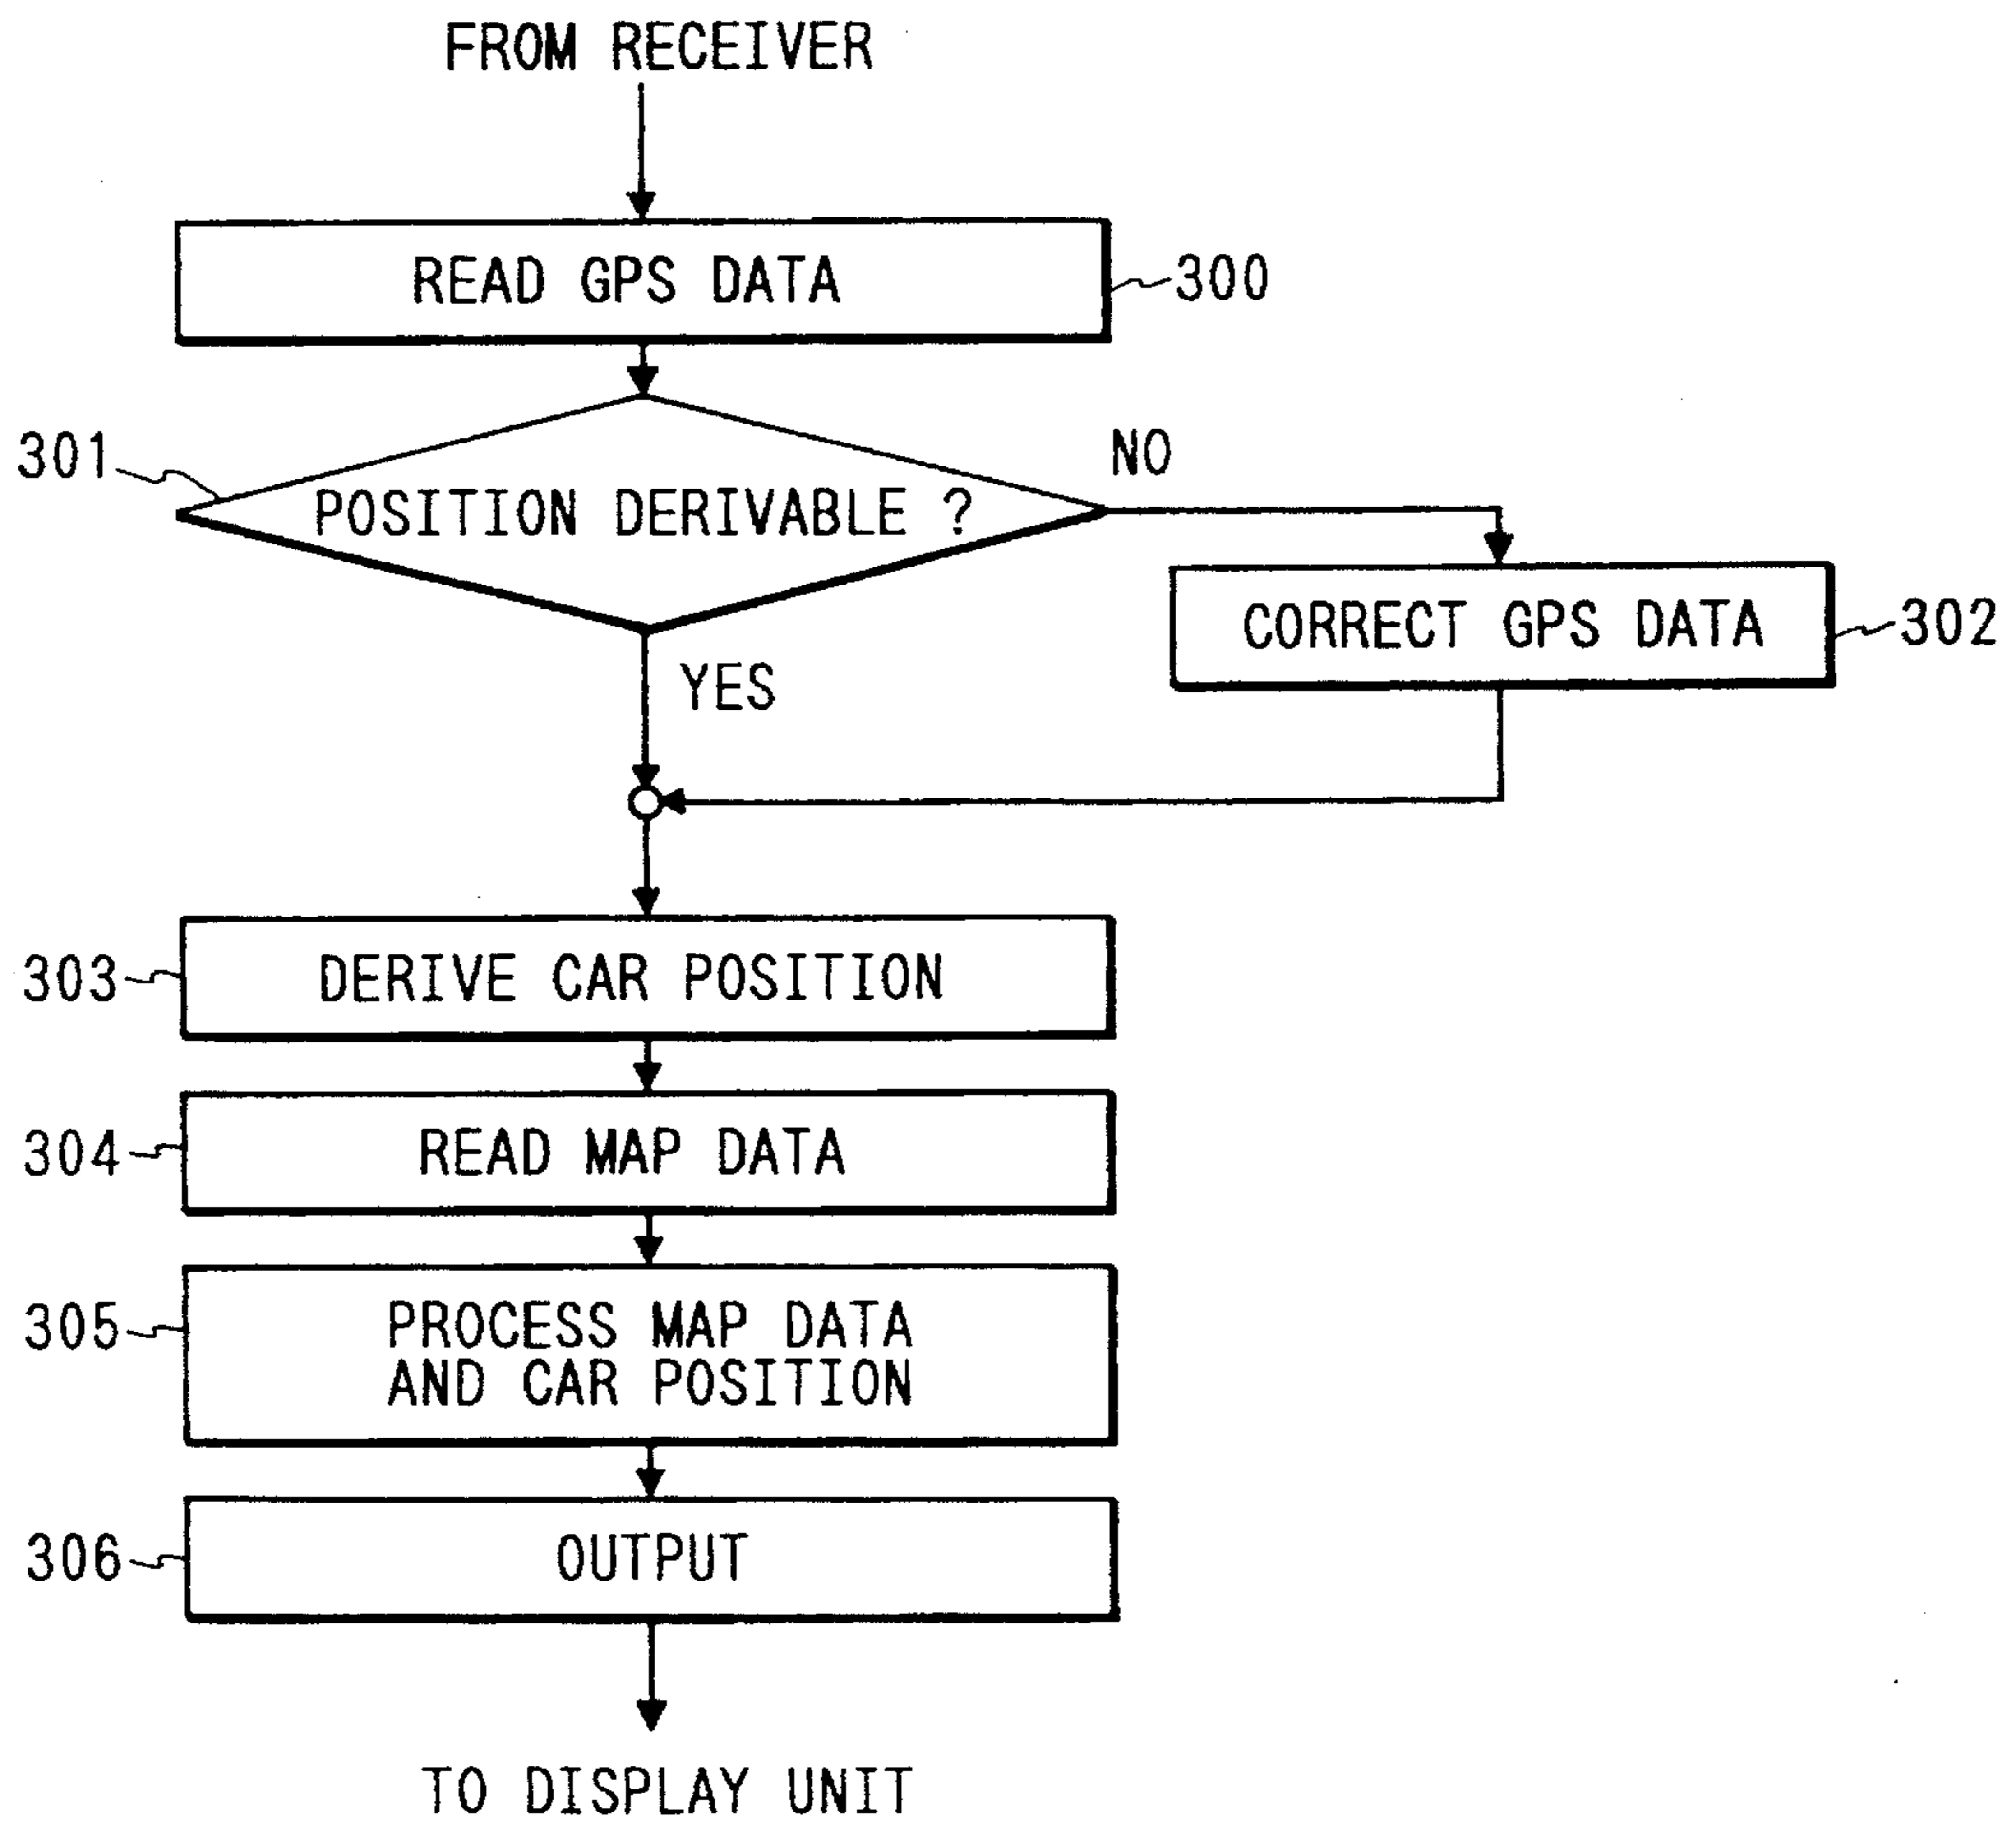 FROM RECEIVER
READ GPS DATA
300
301
POSITION DERIVABLE ?
NO
CORRECT GPS DATA
302
YES
303
DERIVE CAR POSITION
304
READ MAP DATA
305
PROCESS MAP DATA
AND CAR POSITION
306
OUTPUT
TO DISPLAY UNIT